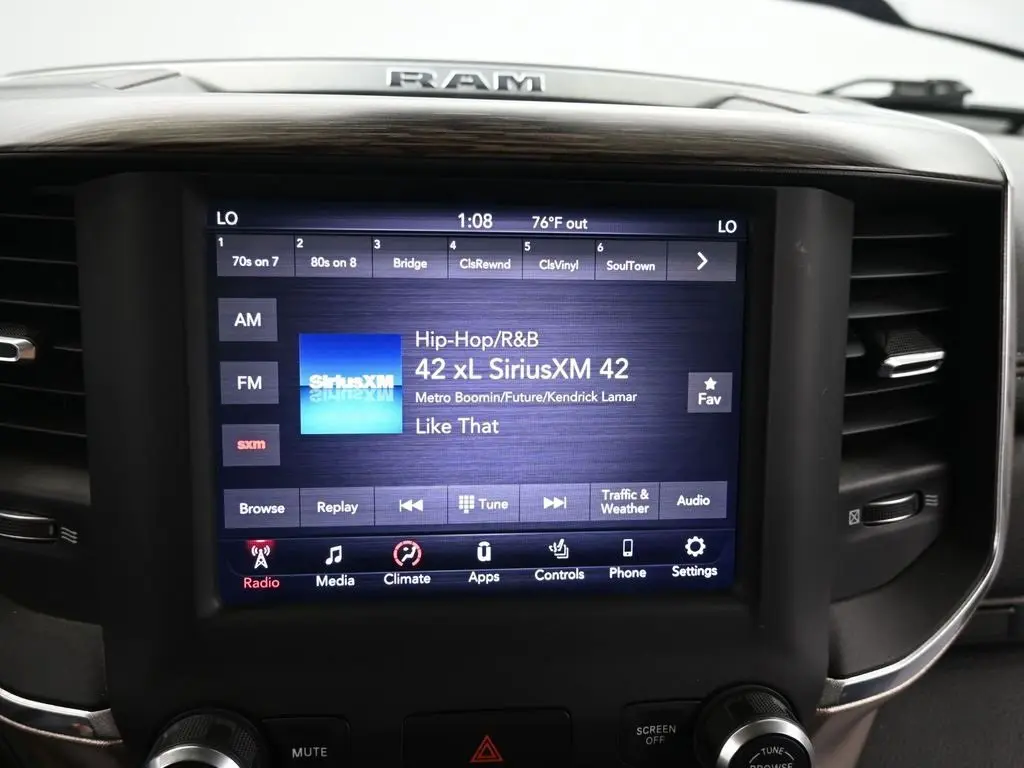 RAM
LO 1:08 76°F out LO
1 2 3 4 5 6
70s on 7 80s on 8 Bridge ClsRewnd ClsVinyl SoulTown
AM
FM
sxm
SiriusXM
Hip-Hop/R&B
42 xL SiriusXM 42
Metro Boomin/Future/Kendrick Lamar
Like That
Fav
Browse Replay Tune Traffic & Weather Audio
Radio Media Climate Apps Controls Phone Settings
MUTE
SCREEN
OFF
TUNE
BROWSE